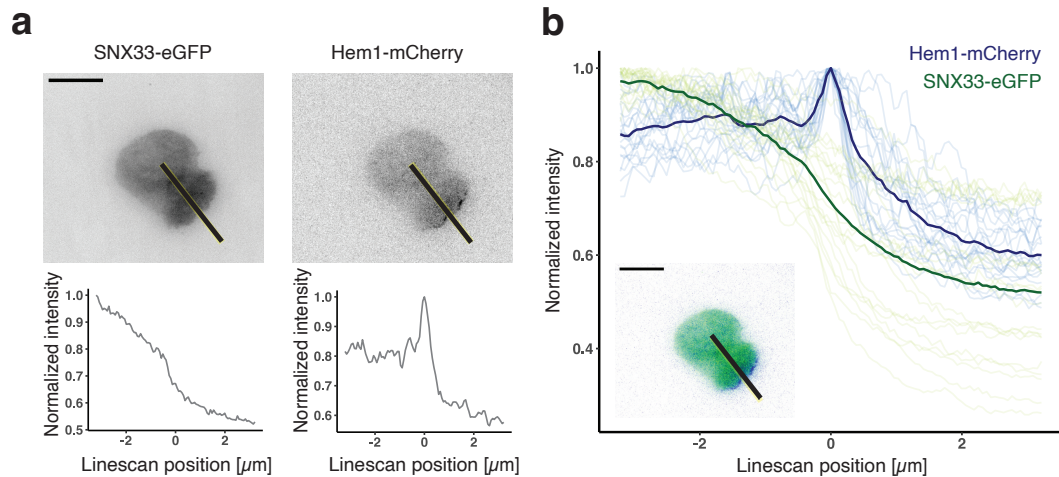 a
SNX33-eGFP
Hem1-mCherry
Normalized intensity
1.0
0.9
0.8
0.7
0.6
0.5
-2
0
2
Linescan position [µm]
Normalized intensity
1.0
0.9
0.8
0.7
0.6
-2
0
2
Linescan position [µm]
b
Hem1-mCherry
SNX33-eGFP
Normalized intensity
1.0
0.8
0.6
0.4
-2
0
2
Linescan position [µm]